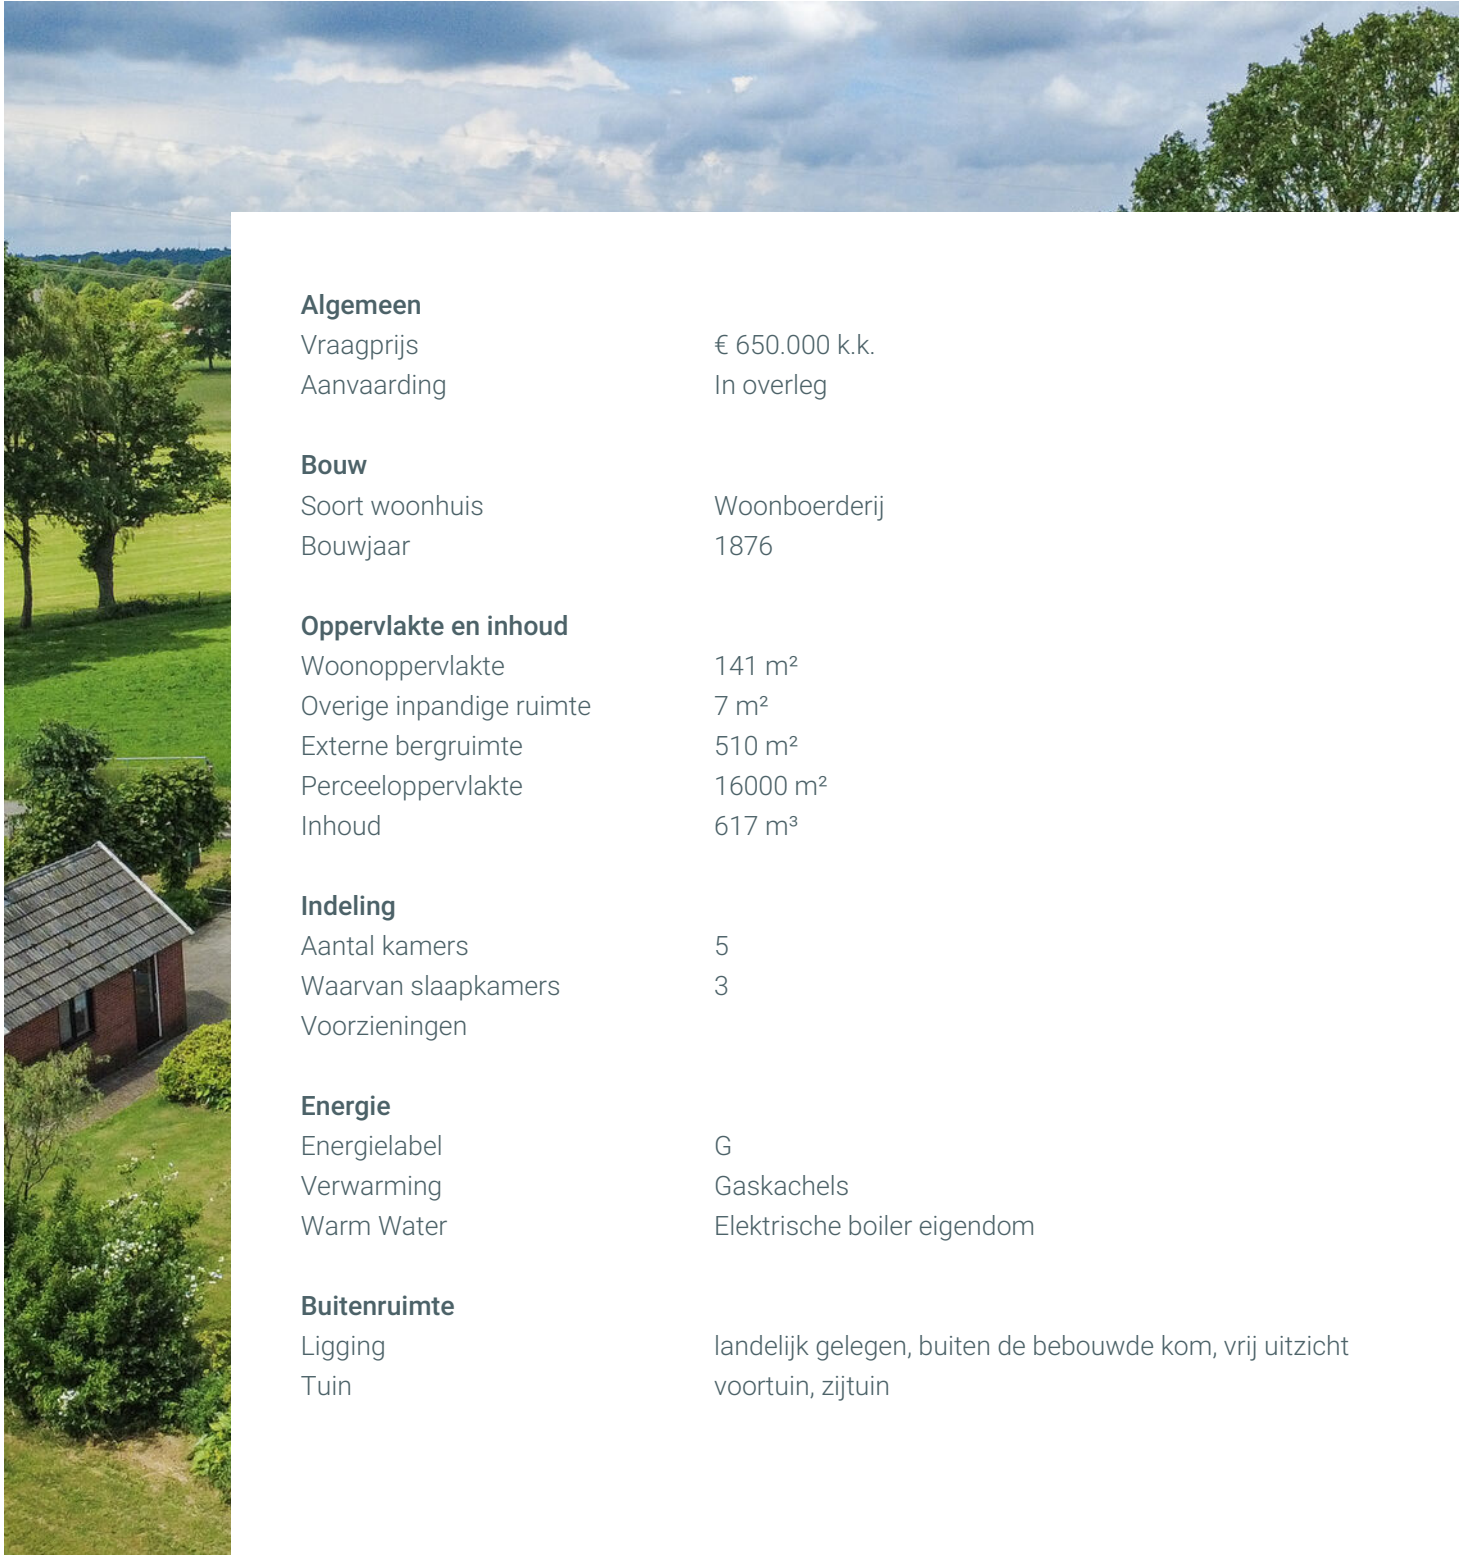 Algemeen
Vraagprijs € 650.000 k.k.
Aanvaarding In overleg
Bouw
Soort woonhuis Woonboerderij
Bouwjaar 1876
Oppervlakte en inhoud
Woonoppervlakte 141 m²
Overige inpandige ruimte 7 m²
Externe bergruimte 510 m²
Perceeloppervlakte 16000 m²
Inhoud 617 m³
Indeling
Aantal kamers 5
Waarvan slaapkamers 3
Voorzieningen
Energie
Energielabel G
Verwarming Gaskachels
Warm Water Elektrische boiler eigendom
Buitenruimte
Ligging landelijk gelegen, buiten de bebouwde kom, vrij uitzicht
Tuin voortuin, zijtuin